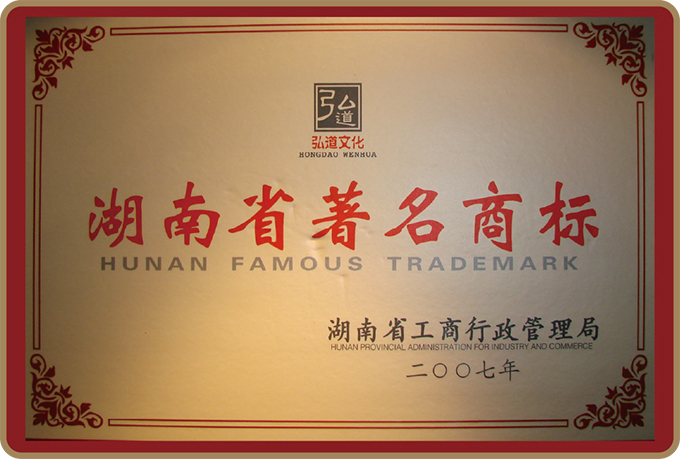 弘道
弘道文化
HONGDAO WENHUA
湖南省著名商标
HUNAN FAMOUS TRADEMARK
湖南省工商行政管理局
HUNAN PROVINCIAL ADMINISTRATION FOR INDUSTRY AND COMMERCE
二〇〇七年